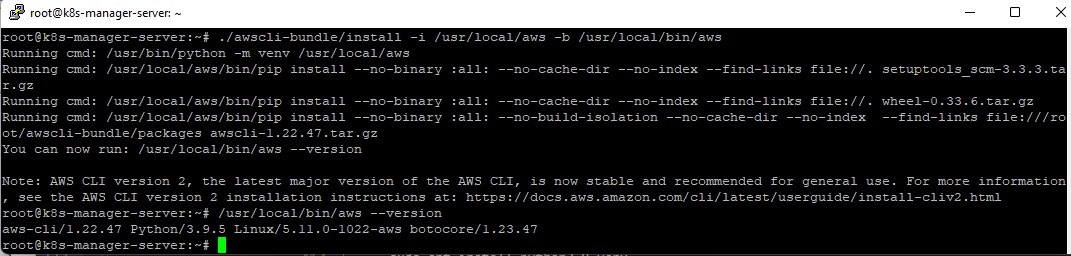 root@k8s-manager-server: ~
root@k8s-manager-server:~# ./awscli-bundle/install -i /usr/local/aws -b /usr/local/bin/aws
Running cmd: /usr/bin/python -m venv /usr/local/aws
Running cmd: /usr/local/aws/bin/pip install --no-binary :all: --no-cache-dir --no-index --find-links file://. setuptools_scm-3.3.3.ta
r.gz
Running cmd: /usr/local/aws/bin/pip install --no-binary :all: --no-cache-dir --no-index --find-links file://. wheel-0.33.6.tar.gz
Running cmd: /usr/local/aws/bin/pip install --no-binary :all: --no-build-isolation --no-cache-dir --no-index  --find-links file:///ro
ot/awscli-bundle/packages awscli-1.22.47.tar.gz
You can now run: /usr/local/bin/aws --version
Note: AWS CLI version 2, the latest major version of the AWS CLI, is now stable and recommended for general use. For more information
, see the AWS CLI version 2 installation instructions at: https://docs.aws.amazon.com/cli/latest/userguide/install-cliv2.html
root@k8s-manager-server:~# /usr/local/bin/aws --version
aws-cli/1.22.47 Python/3.9.5 Linux/5.11.0-1022-aws botocore/1.23.47
root@k8s-manager-server:~#